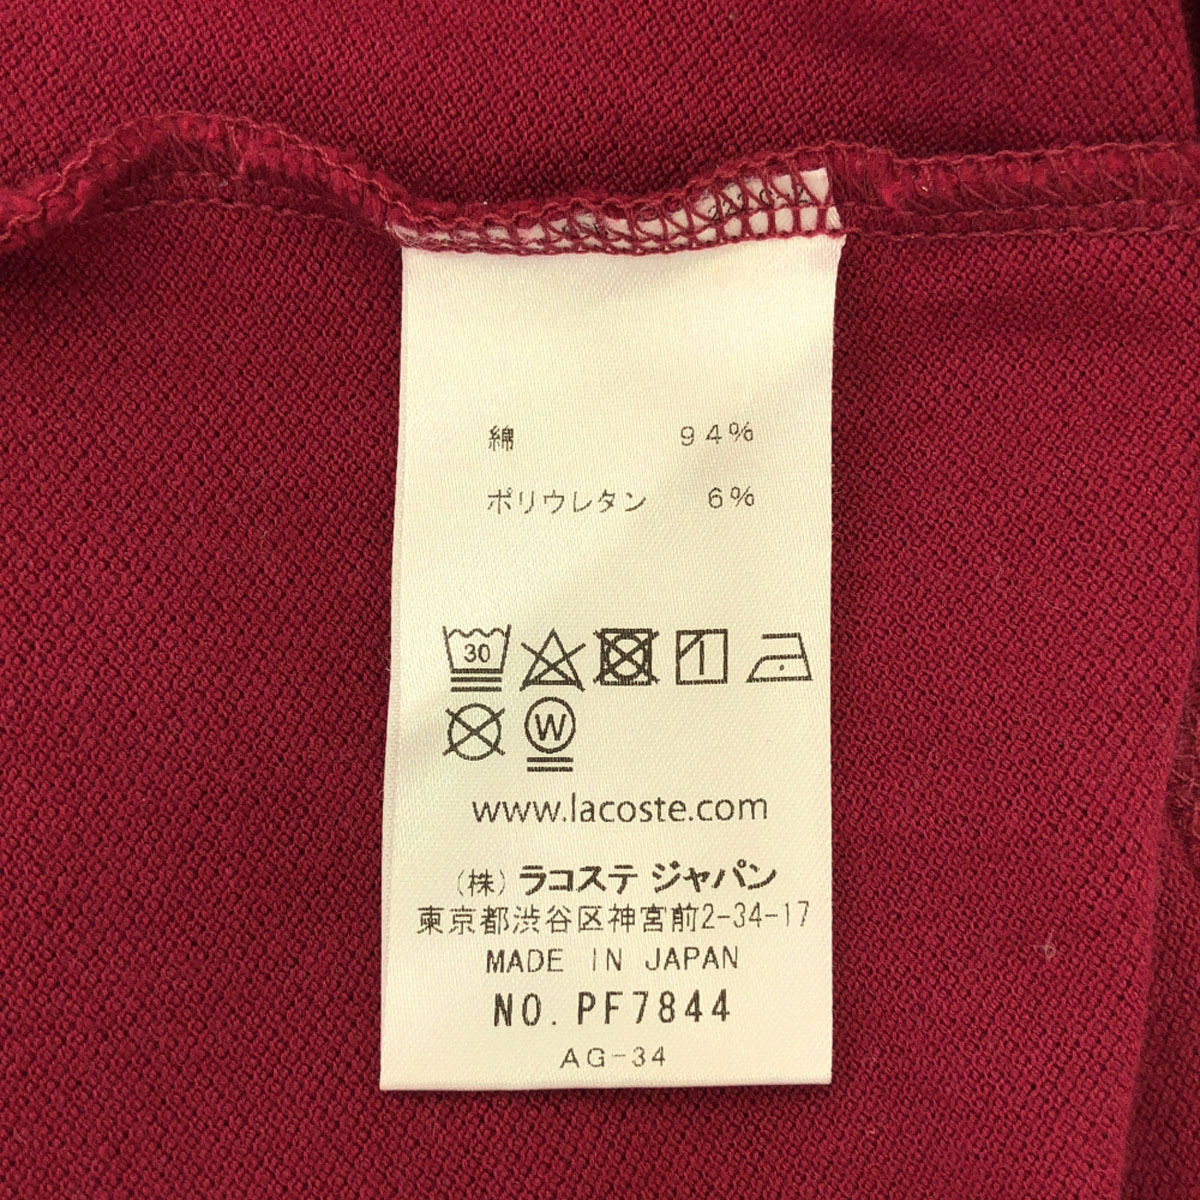 綿 94%
ポリウレタン 6%
30
W
www.lacoste.com
(株) ラコステ ジャパン
東京都渋谷区神宮前2-34-17
MADE IN JAPAN
NO. PF7844
AG-34